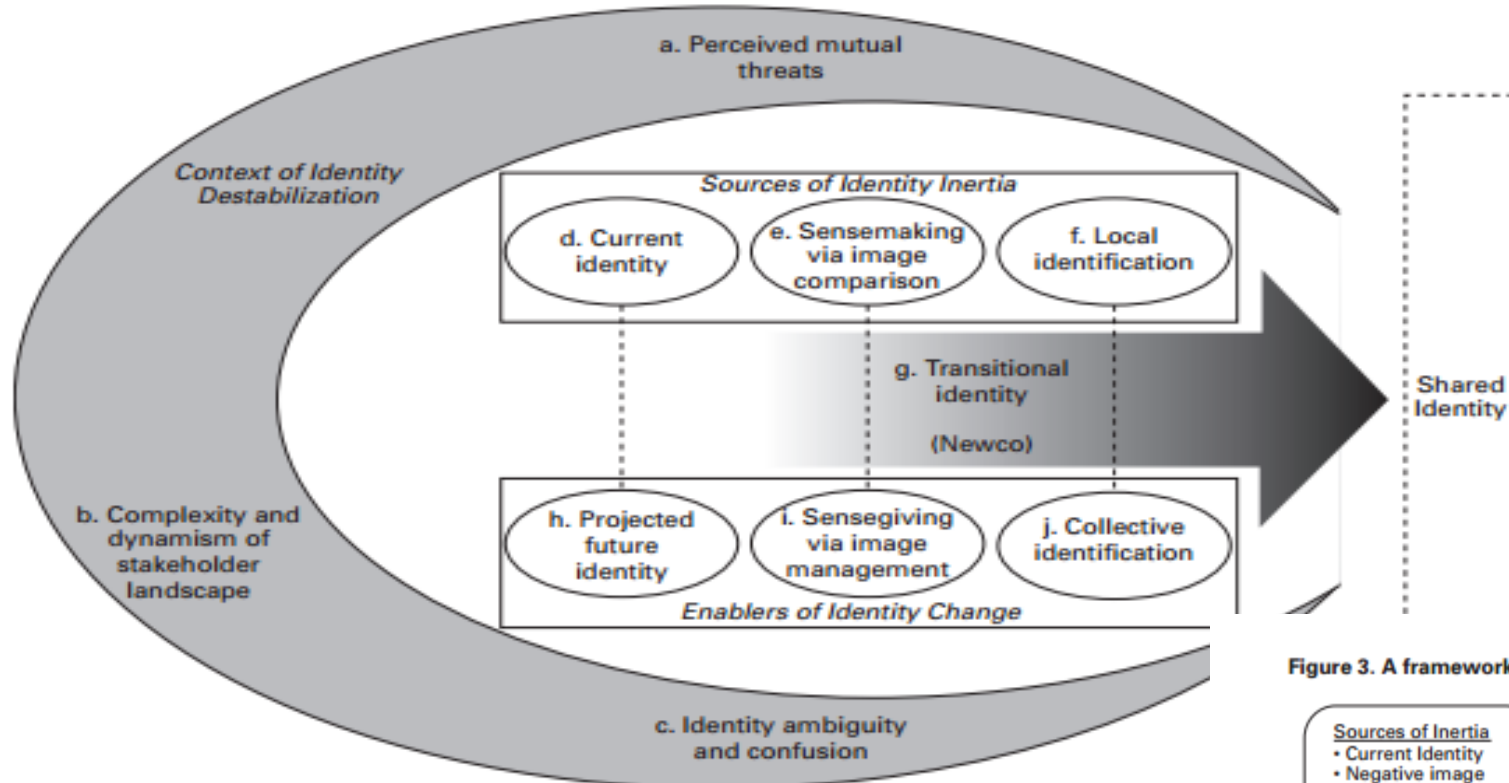 a. Perceived mutual
threats
Context of Identity
Destabilization
Sources of Identity Inertia
d. Current
identity
e. Sensemaking
via image
comparison
f. Local
identification
g. Transitional
identity
(Newco)
Shared
Identity
b. Complexity and
dynamism of
stakeholder
landscape
h. Projected
future
identity
i. Sensegiving
via image
management
j. Collective
identification
Enablers of Identity Change
c. Identity ambiguity
and confusion
Figure 3. A framework
Sources of Inertia
• Current Identity
• Negative image